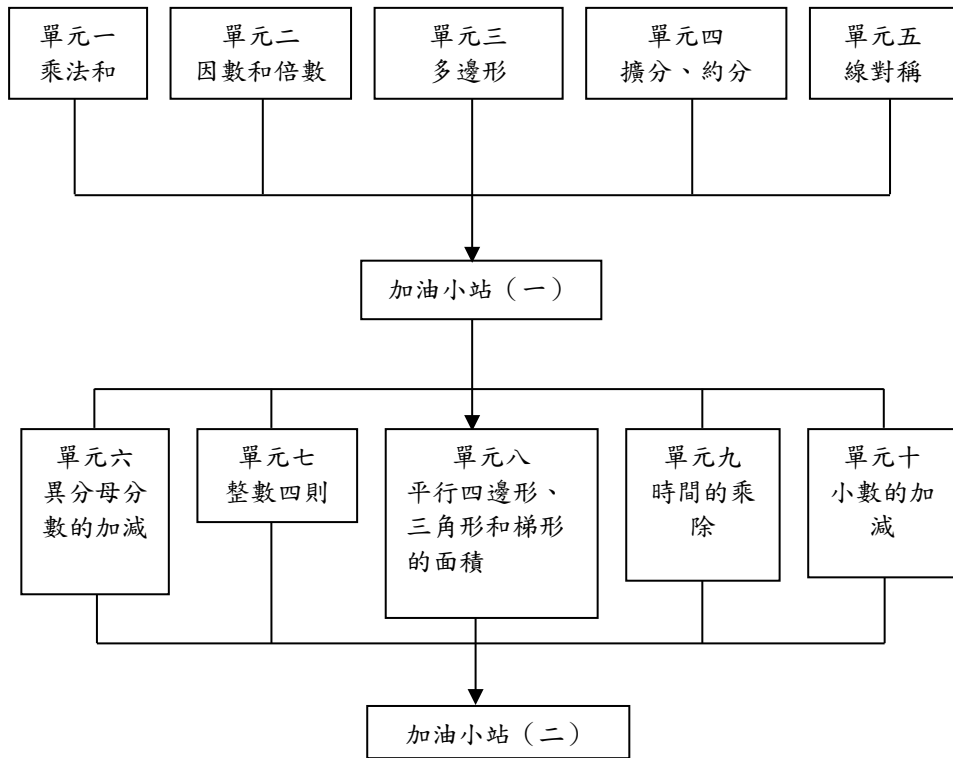 單元一
乘法和
單元二
因數和倍數
單元三
多邊形
單元四
擴分、約分
單元五
線對稱
加油小站（一）
單元六
異分母分
數的加減
單元七
整數四則
單元八
平行四邊形、
三角形和梯形
的面積
單元九
時間的乘
除
單元十
小數的加
減
加油小站（二）